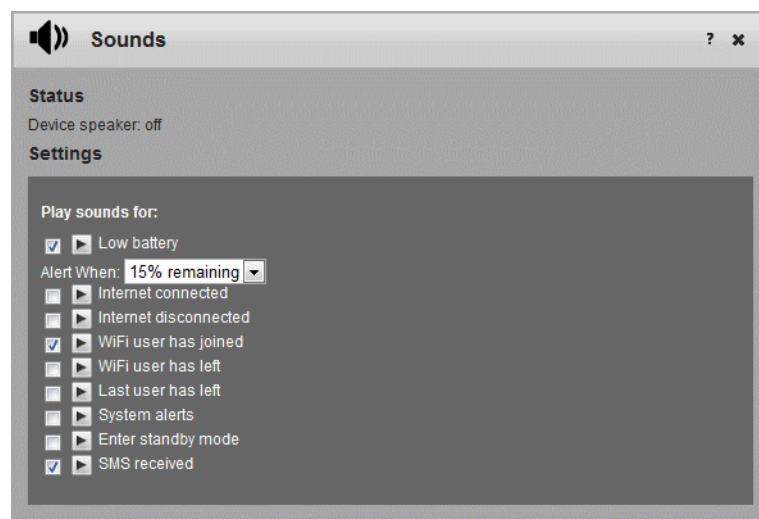 Sounds
?
Status
Device speaker: off
Settings
Play sounds for:
Low battery
Alert When: 15% remaining
Internet connected
Internet disconnected
WiFi user has joined
WiFi user has left
Last user has left
System alerts
Enter standby mode
SMS received